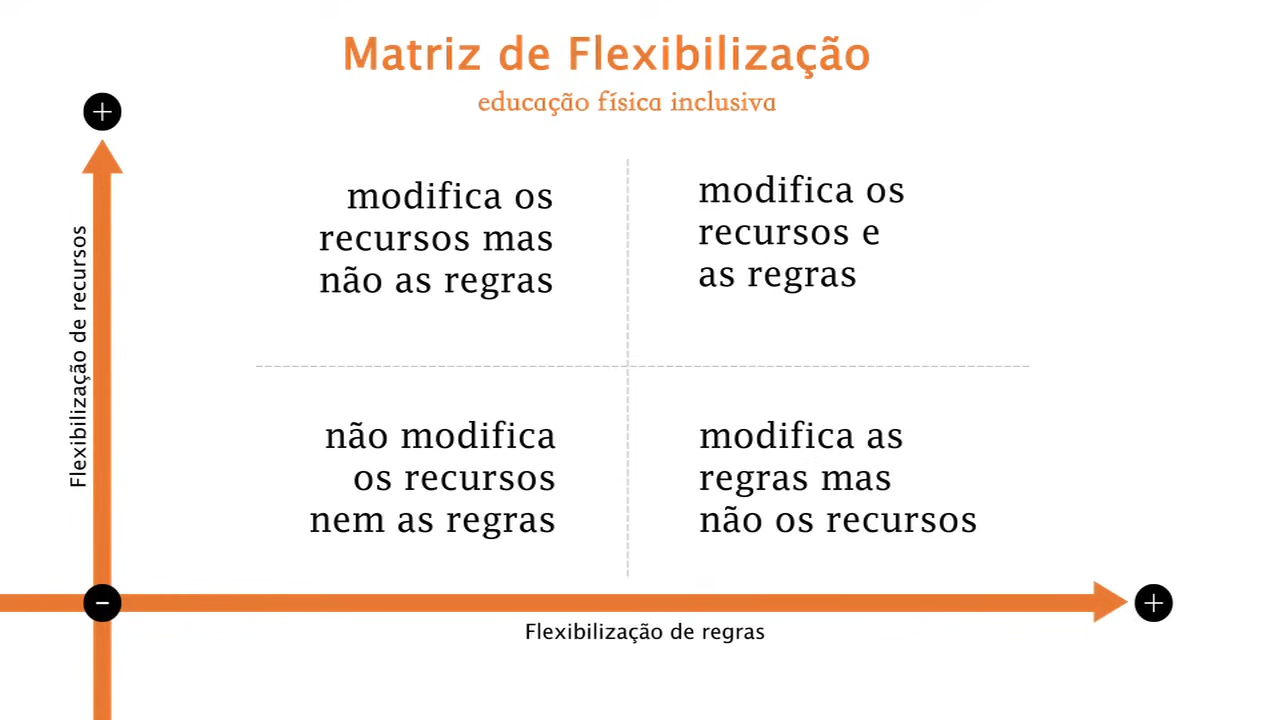 Matriz de Flexibilização
educação física inclusiva
+
Flexibilização de recursos
modifica os
recursos mas
não as regras
modifica os
recursos e
as regras
não modifica
os recursos
nem as regras
modifica as
regras mas
não os recursos
−
+
Flexibilização de regras